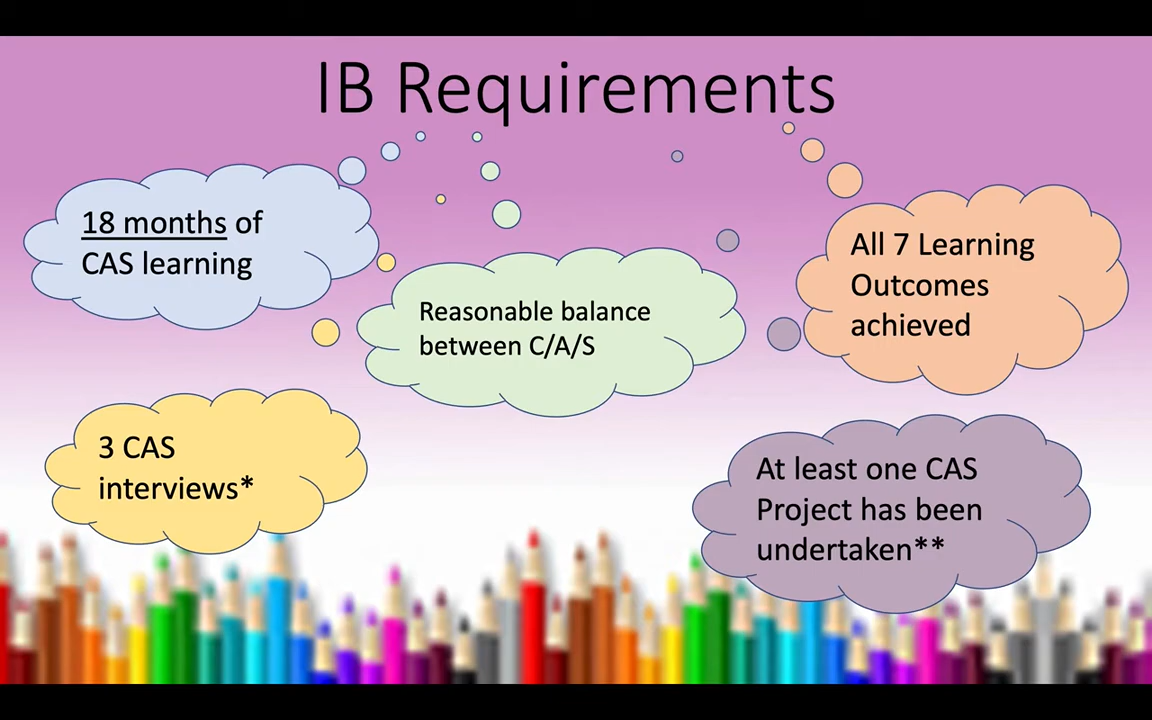 IB Requirements
18 months of
CAS learning
Reasonable balance
between C/A/S
All 7 Learning
Outcomes
achieved
3 CAS
interviews*
At least one CAS
Project has been
undertaken**